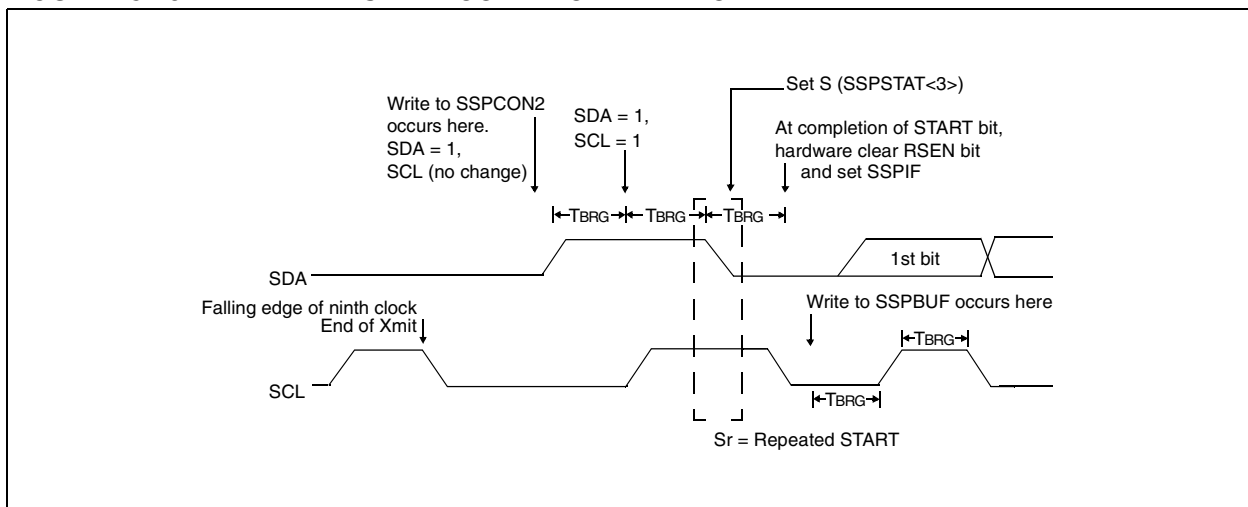 Set S (SSPSTAT<3>)
Write to SSPCON2
occurs here.
SDA = 1,
SCL (no change)
SDA = 1,
SCL = 1
At completion of START bit,
hardware clear RSEN bit
and set SSPIF
TBRG
TBRG
TBRG
SDA
1st bit
Falling edge of ninth clock
End of Xmit
Write to SSPBUF occurs here
TBRG
SCL
TBRG
Sr = Repeated START